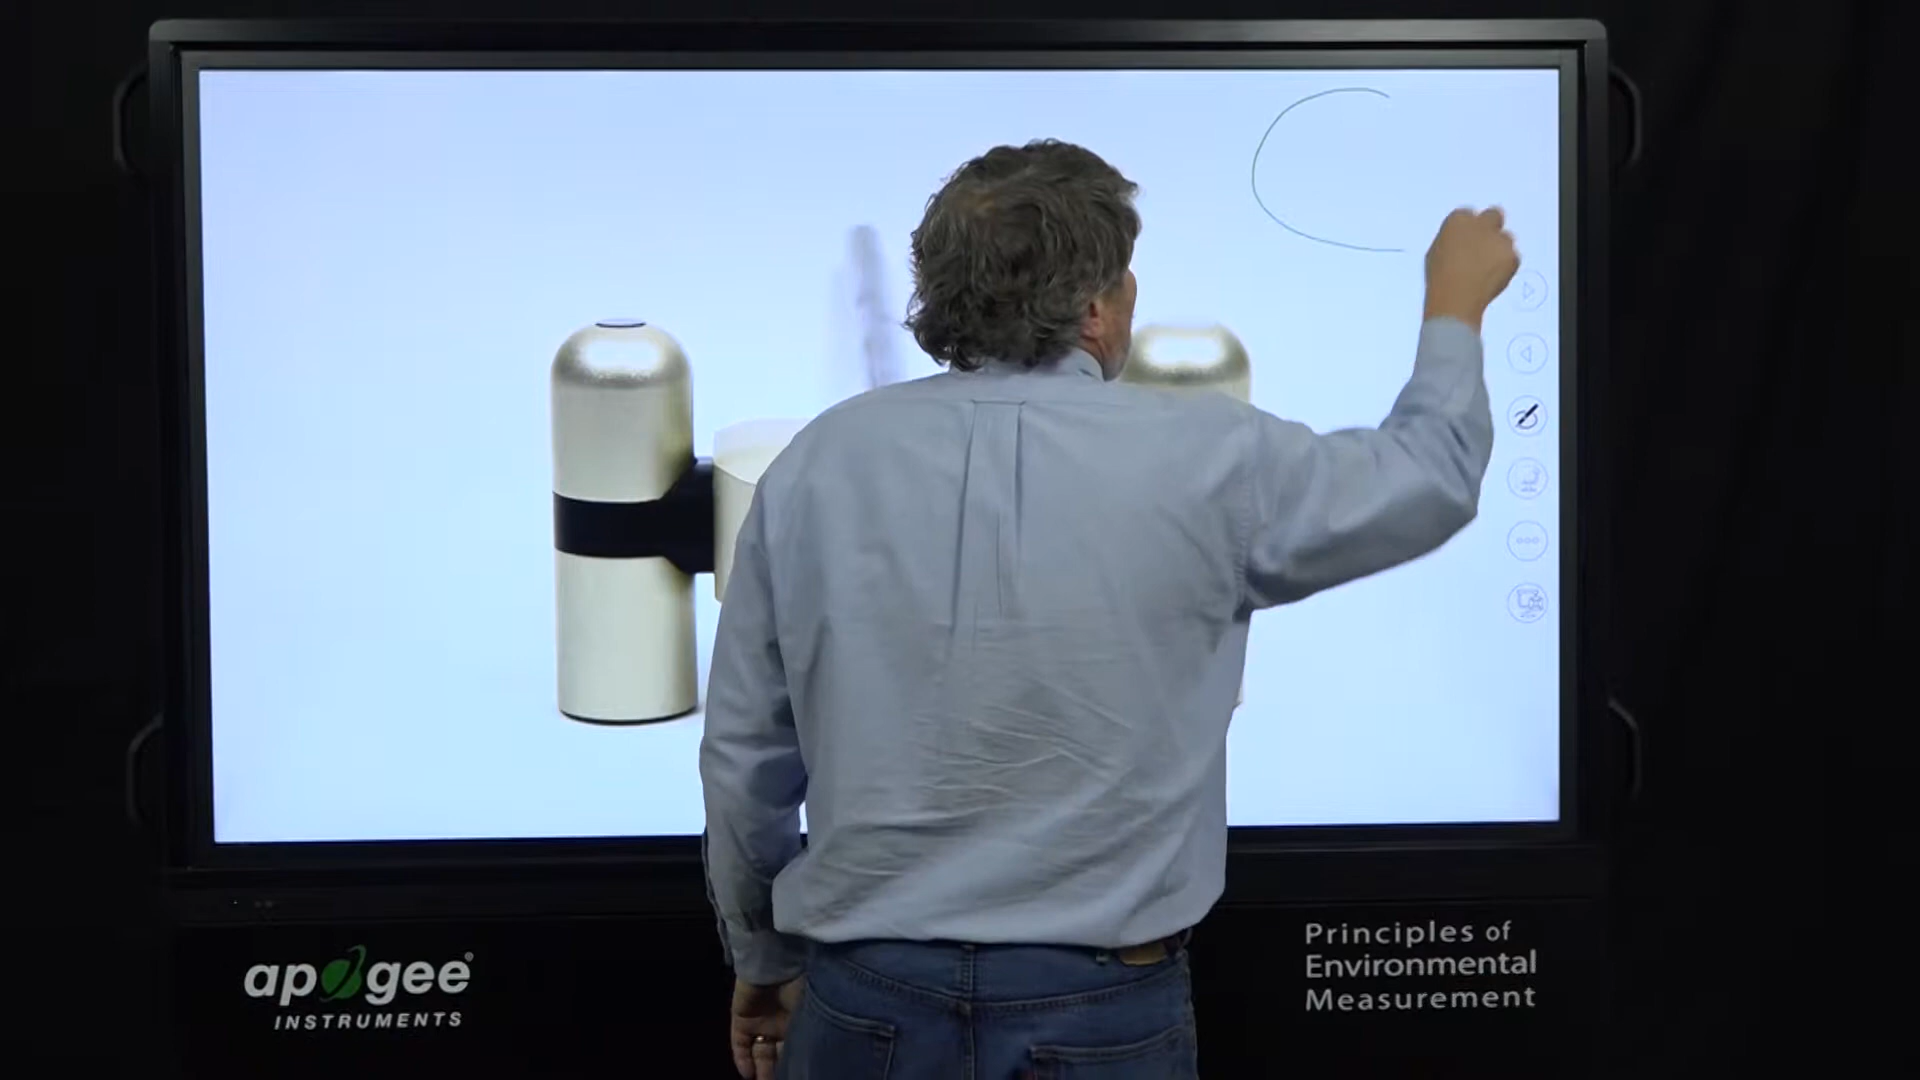 apogee®
INSTRUMENTS
Principles of
Environmental
Measurement